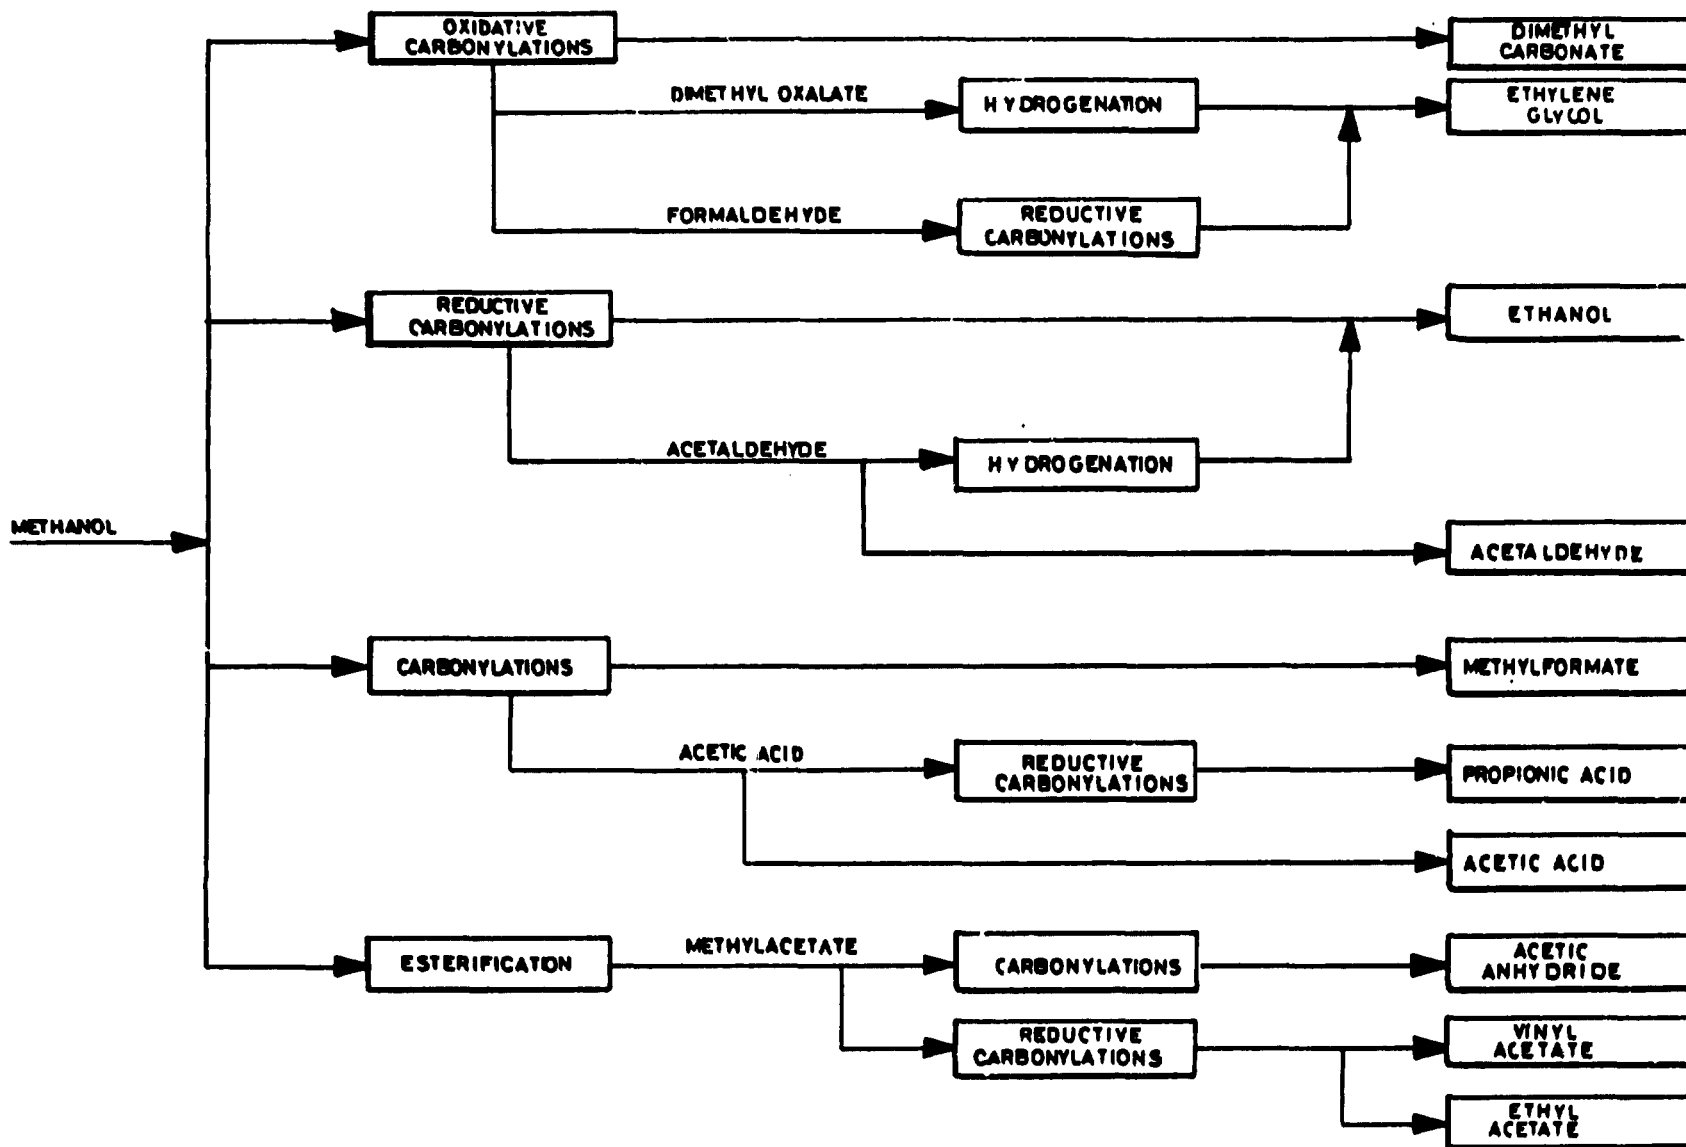 OXIDATIVE
CARBONYLATIONS
DIMETHYL
CARBONATE
DIMETHYL OXALATE
HYDROGENATION
ETHYLENE
GLYCOL
FORMALDEHYDE
REDUCTIVE
CARBONYLATIONS
REDUCTIVE
CARBONYLATIONS
ETHANOL
ACETALDEHYDE
HYDROGENATION
METHANOL
ACETALDEHYDE
CARBONYLATIONS
METHYLFORMATE
ACETIC ACID
REDUCTIVE
CARBONYLATIONS
PROPIONIC ACID
ACETIC ACID
ESTERIFICATION
METHYLACETATE
CARBONYLATIONS
ACETIC
ANHYDRIDE
REDUCTIVE
CARBONYLATIONS
VINYL
ACETATE
ETHYL
ACETATE